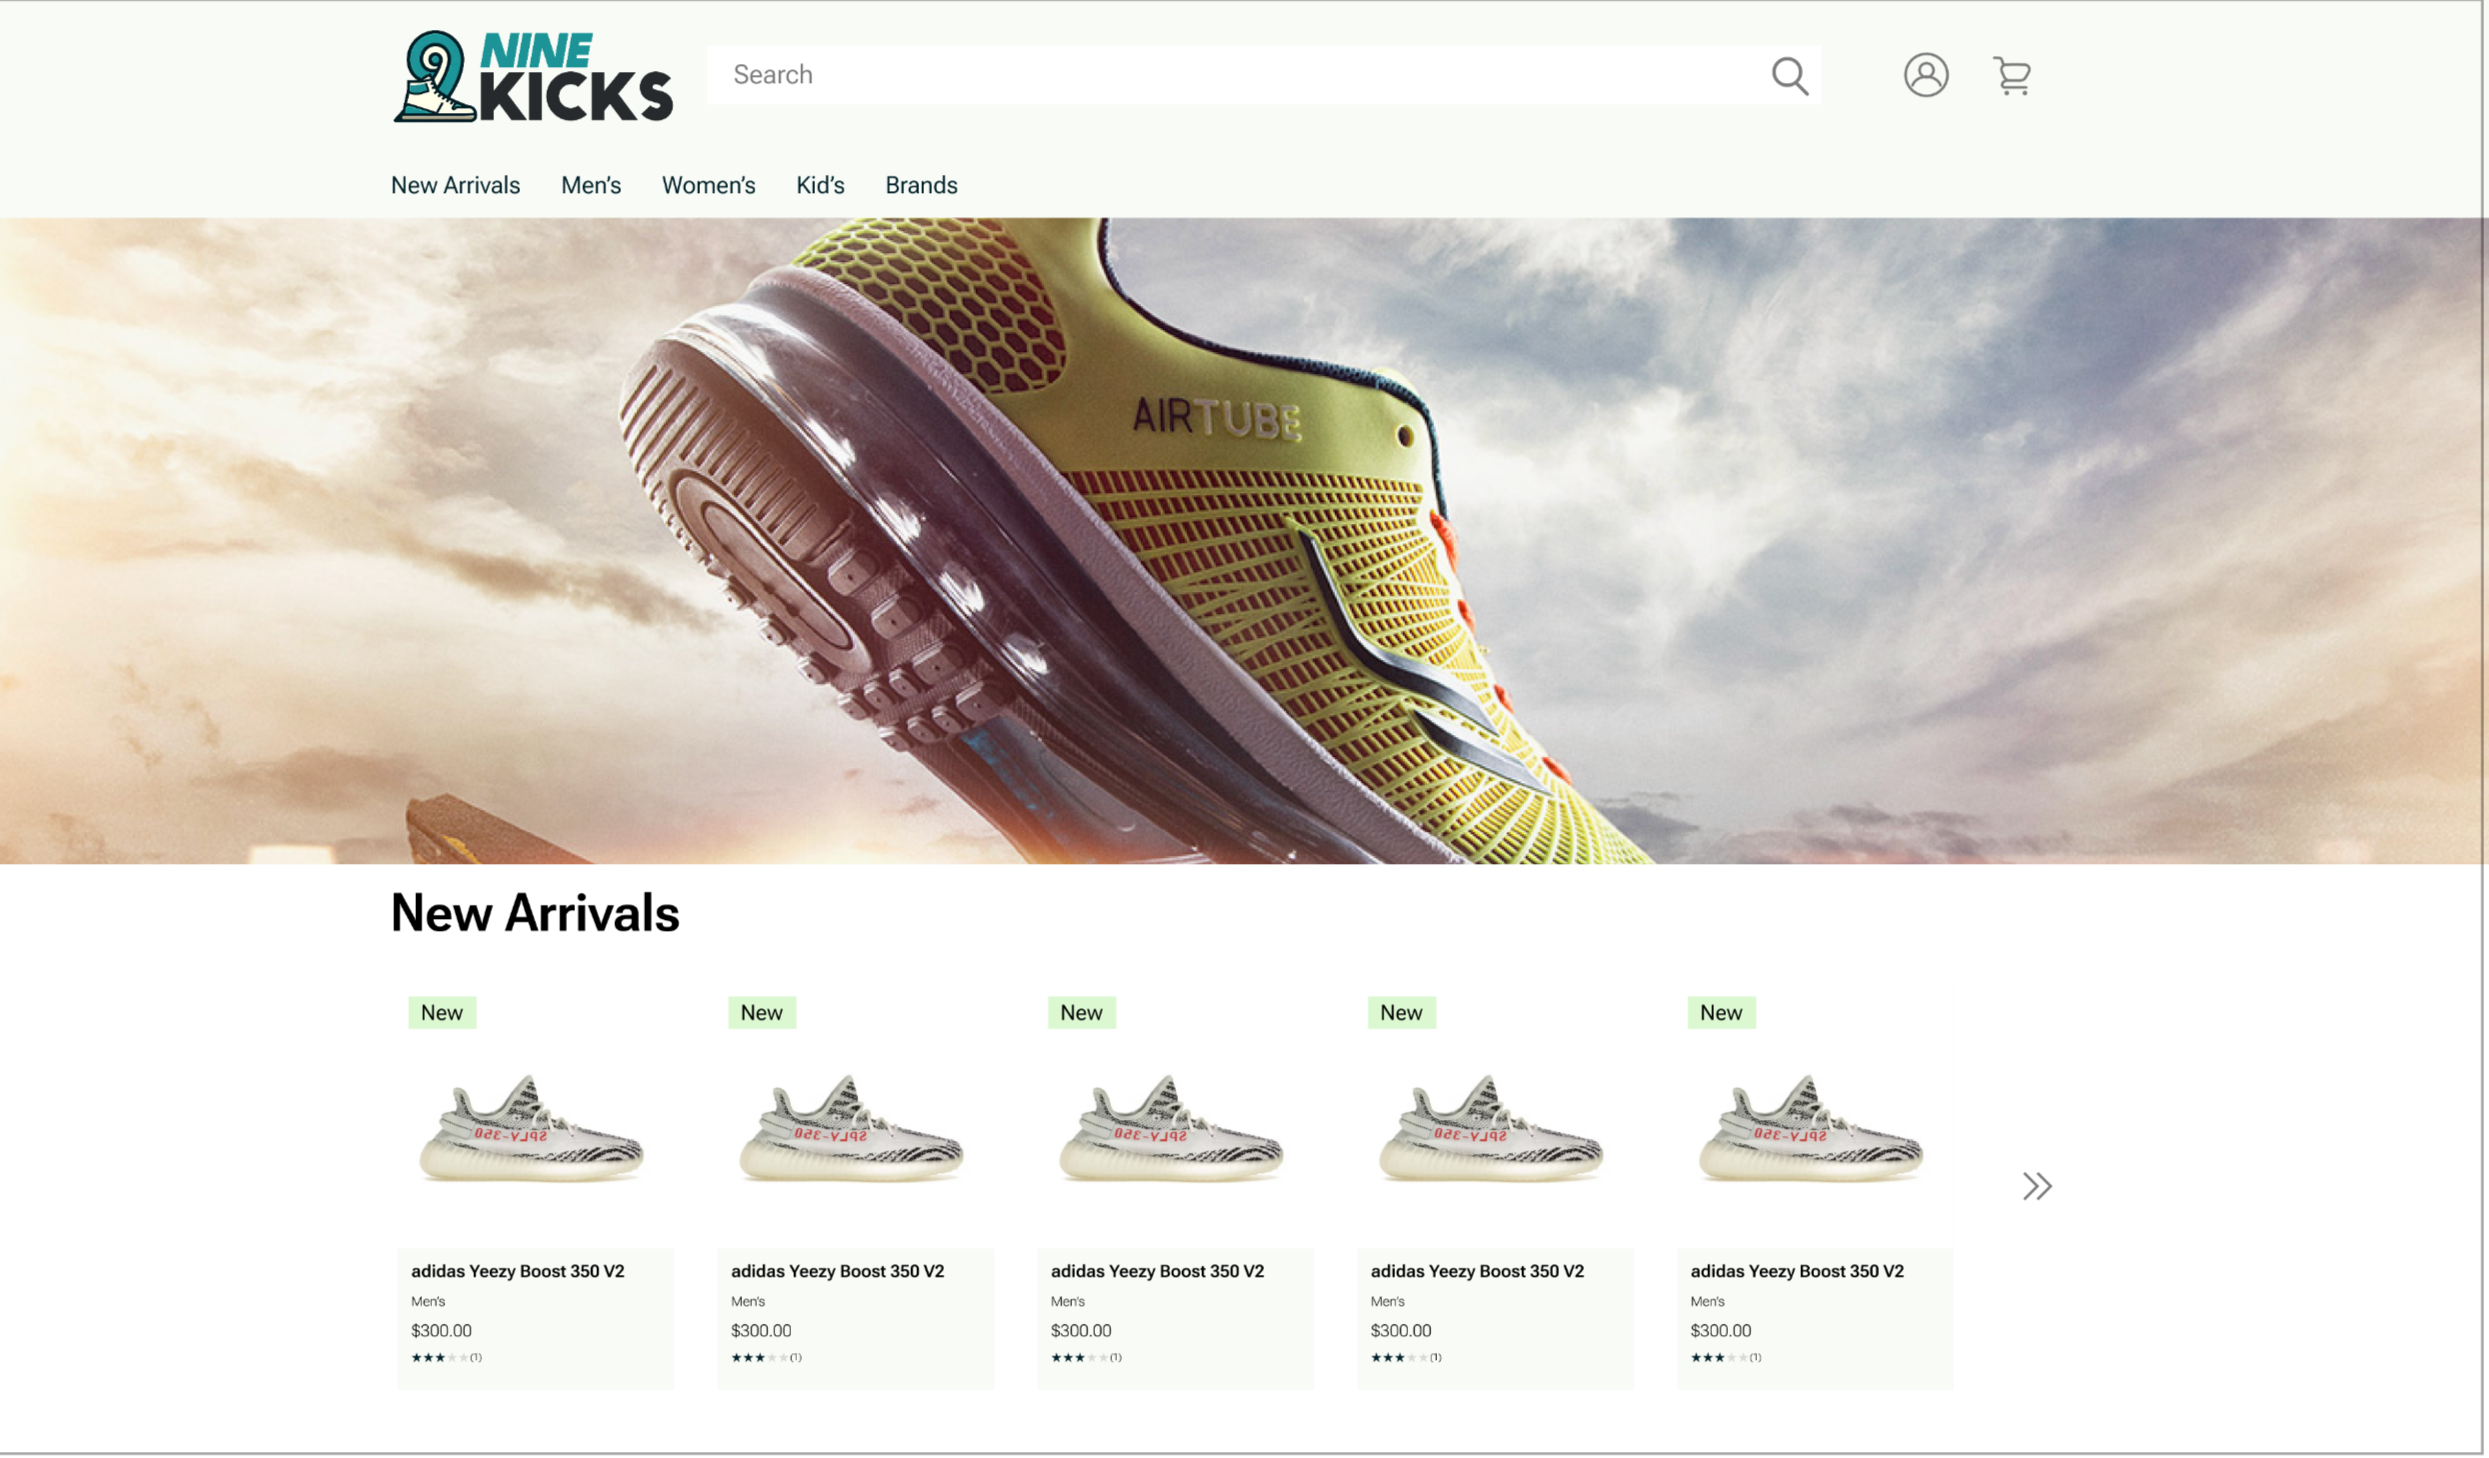 NINE
KICKS
Search
New Arrivals Men's Women's Kid's Brands
AIRTUBE
New Arrivals
New New New New New
SPLY-350 SPLY-350 SPLY-350 SPLY-350 SPLY-350
adidas Yeezy Boost 350 V2 adidas Yeezy Boost 350 V2 adidas Yeezy Boost 350 V2 adidas Yeezy Boost 350 V2 adidas Yeezy Boost 350 V2
Men's Men's Men's Men's Men's
$300.00 $300.00 $300.00 $300.00 $300.00
★★★★★(1) ★★★★★(1) ★★★★★(1) ★★★★★(1) ★★★★★(1)